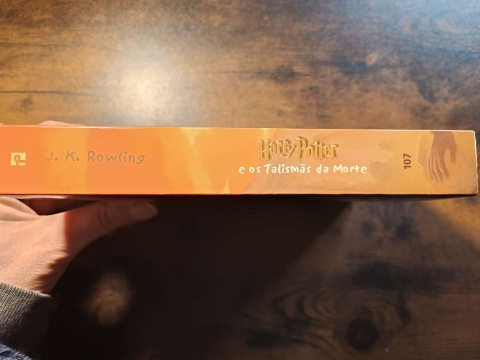 J. K. Rowling
Harry Potter
e os Talismãs da Morte
107